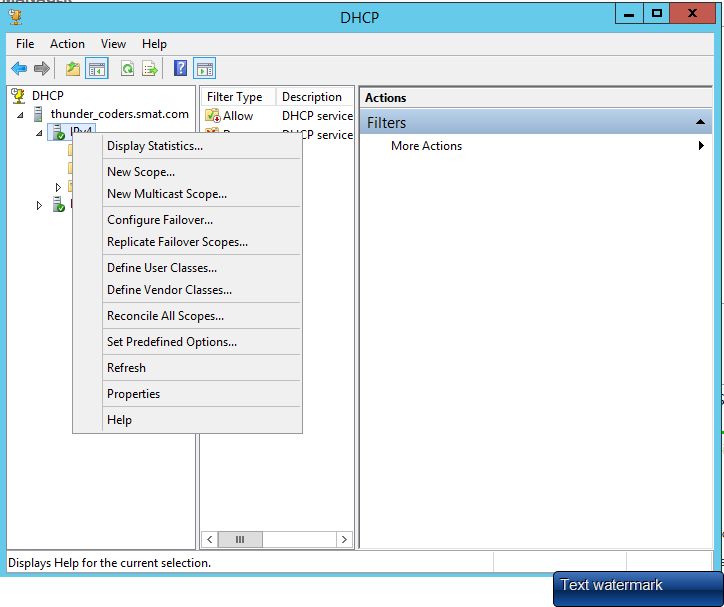 DHCP
File Action View Help
DHCP
thunder_coders.smat.com
IPv4
Filter Type Description
Allow DHCP service
DHCP service
Actions
Filters
More Actions
Display Statistics...
New Scope...
New Multicast Scope...
Configure Failover...
Replicate Failover Scopes...
Define User Classes...
Define Vendor Classes...
Reconcile All Scopes...
Set Predefined Options...
Refresh
Properties
Help
Displays Help for the current selection.
Text watermark